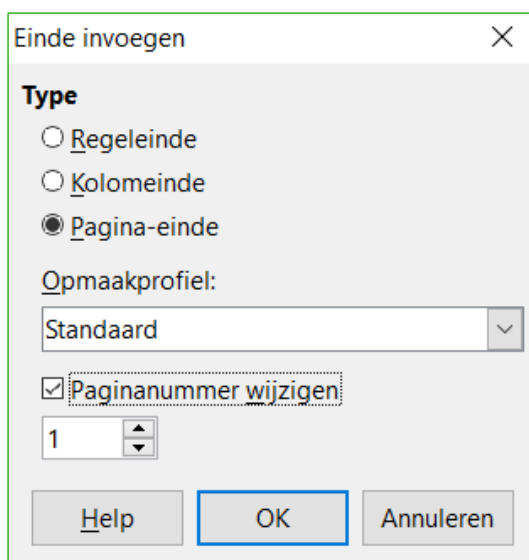 Einde invoegen
Type
Regeleinde
Kolomeinde
Pagina-einde
Opmaakprofiel:
Standaard
Paginanummer wijzigen
1
Help OK Annuleren